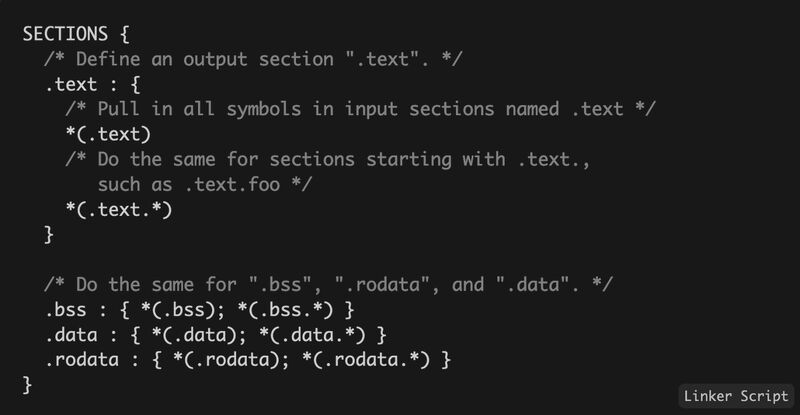 SECTIONS {
/* Define an output section ".text". */
.text : {
/* Pull in all symbols in input sections named .text */
*(.text)
/* Do the same for sections starting with .text.,
such as .text.foo */
*(.text.*)
}
/* Do the same for ".bss", ".rodata", and ".data". */
.bss : { *(.bss); *(.bss.*) }
.data : { *(.data); *(.data.*) }
.rodata : { *(.rodata); *(.rodata.*) }
}
Linker Script